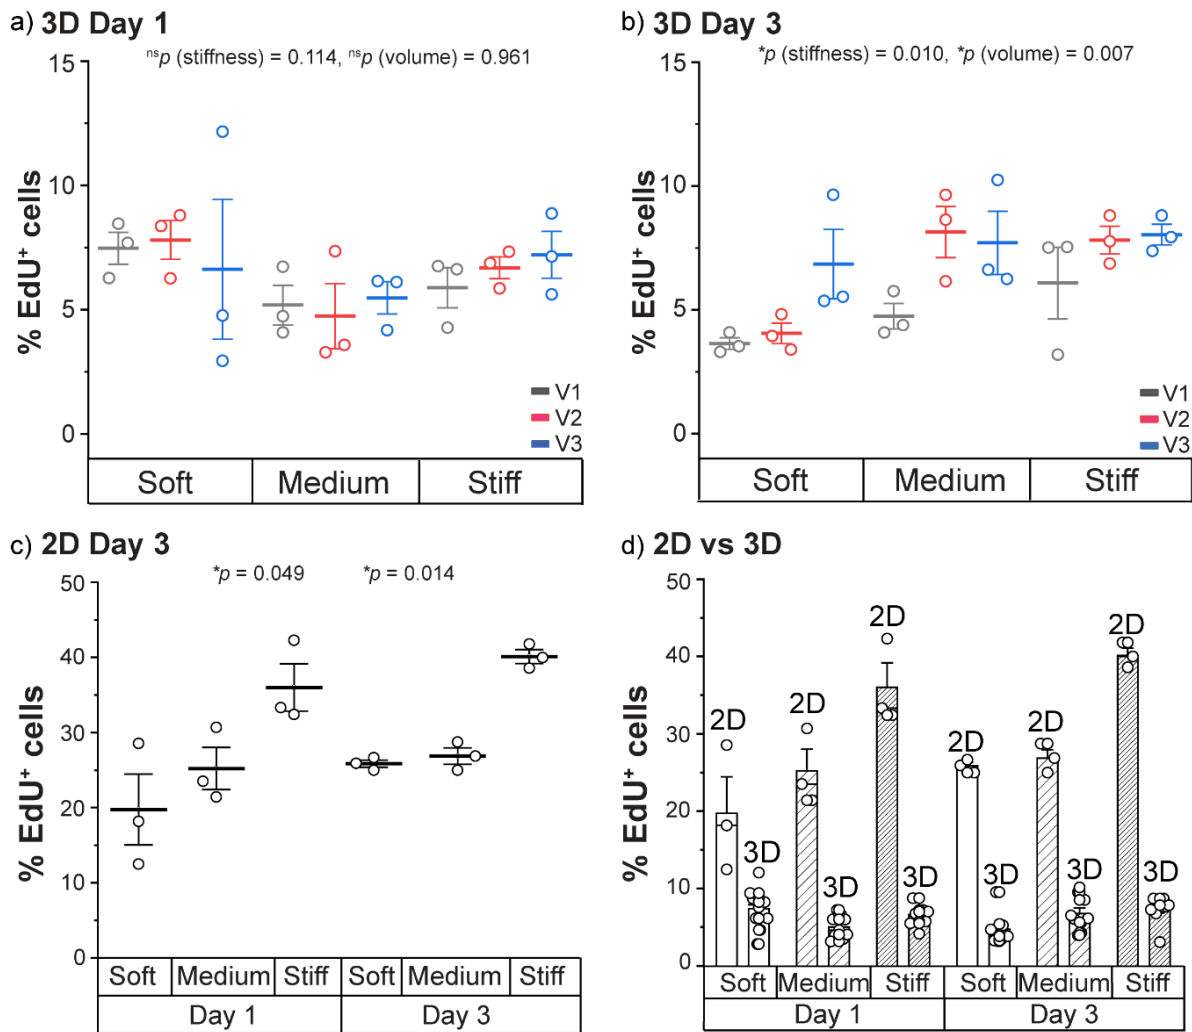 a) 3D Day 1
nsp (stiffness) = 0.114, nsp (volume) = 0.961
15
10
5
0
% EdU+ cells
V1
V2
V3
Soft Medium Stiff
b) 3D Day 3
*p (stiffness) = 0.010, *p (volume) = 0.007
15
10
5
0
% EdU+ cells
V1
V2
V3
Soft Medium Stiff
c) 2D Day 3
*p = 0.049 *p = 0.014
50
40
30
20
10
0
% EdU+ cells
Soft Medium Stiff Soft Medium Stiff
Day 1 Day 3
d) 2D vs 3D
50
40
30
20
10
0
% EdU+ cells
2D 3D 2D 3D 2D 3D 2D 3D 2D 3D 2D 3D
Soft Medium Stiff Soft Medium Stiff
Day 1 Day 3